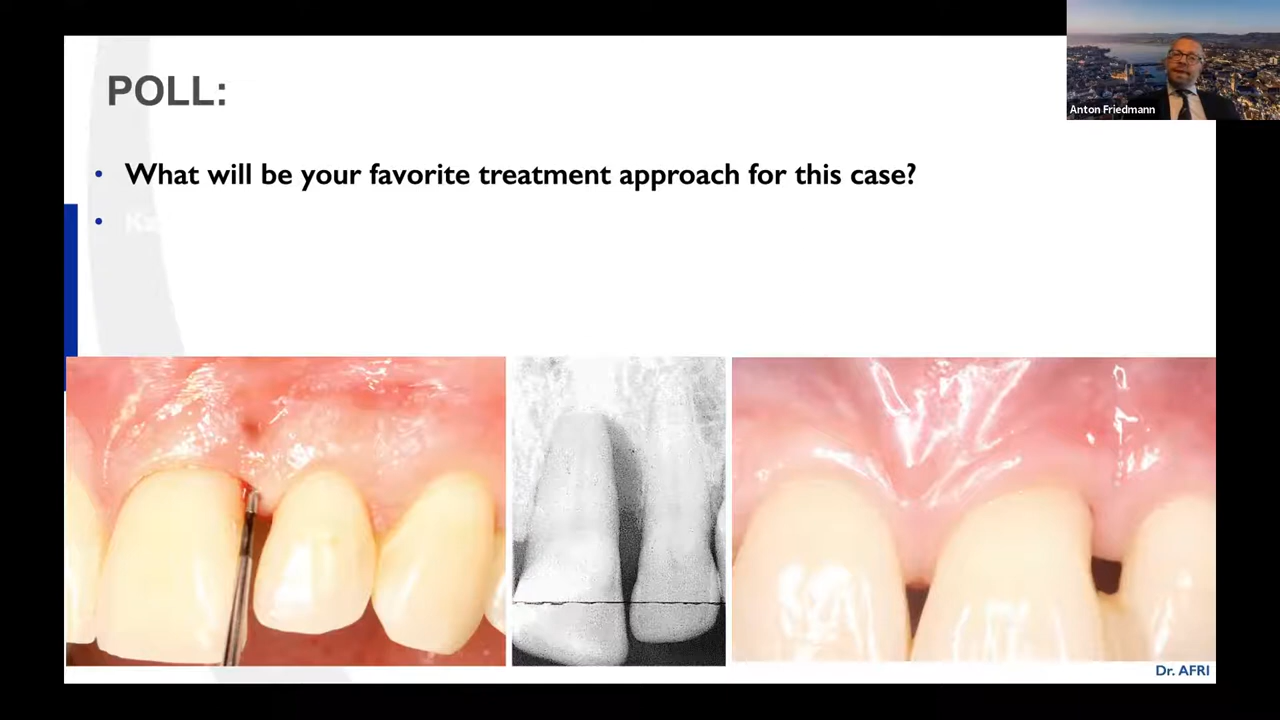 POLL:
Anton Friedmann
• What will be your favorite treatment approach for this case?
•
Dr. AFRI